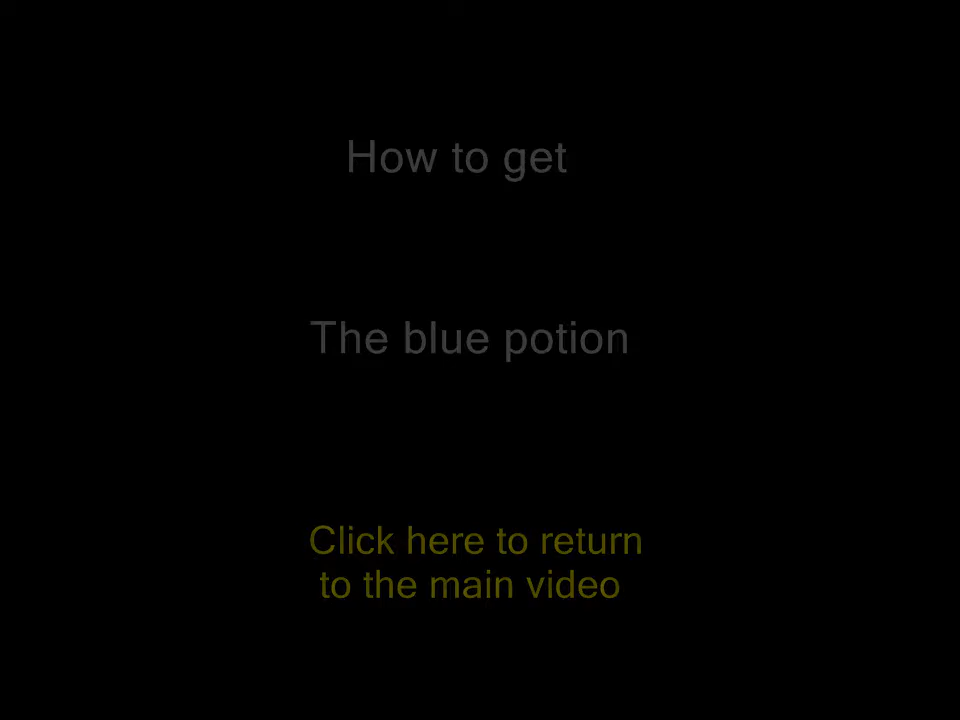 How to get
The blue potion
Click here to return
to the main video